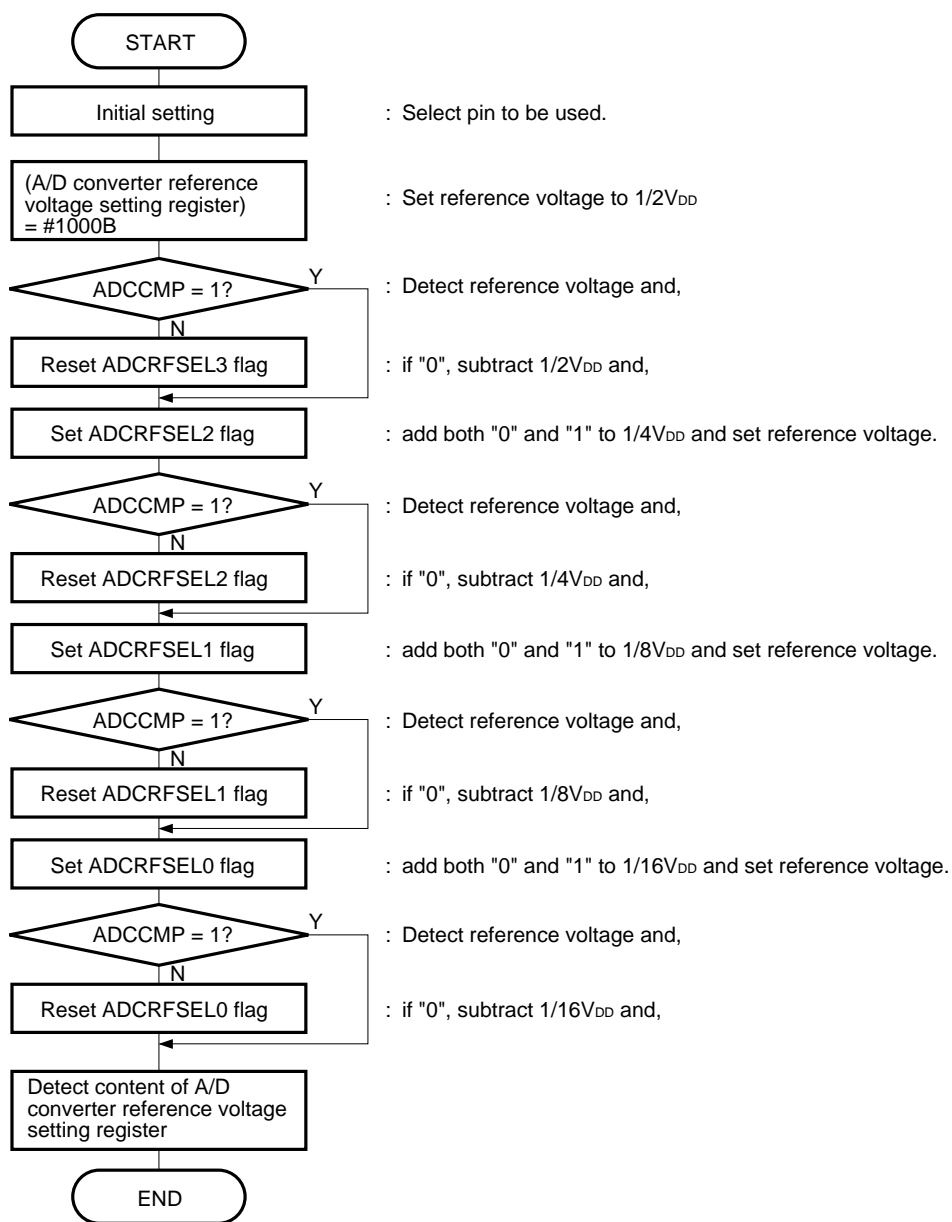 START
Initial setting
: Select pin to be used.
(A/D converter reference
voltage setting register)
= #1000B
: Set reference voltage to 1/2VDD
ADCCMP = 1?
Y
: Detect reference voltage and,
N
Reset ADCRFSEL3 flag
: if "0", subtract 1/2VDD and,
Set ADCRFSEL2 flag
: add both "0" and "1" to 1/4VDD and set reference voltage.
ADCCMP = 1?
Y
: Detect reference voltage and,
N
Reset ADCRFSEL2 flag
: if "0", subtract 1/4VDD and,
Set ADCRFSEL1 flag
: add both "0" and "1" to 1/8VDD and set reference voltage.
ADCCMP = 1?
Y
: Detect reference voltage and,
N
Reset ADCRFSEL1 flag
: if "0", subtract 1/8VDD and,
Set ADCRFSEL0 flag
: add both "0" and "1" to 1/16VDD and set reference voltage.
ADCCMP = 1?
Y
: Detect reference voltage and,
N
Reset ADCRFSEL0 flag
: if "0", subtract 1/16VDD and,
Detect content of A/D
converter reference voltage
setting register
END